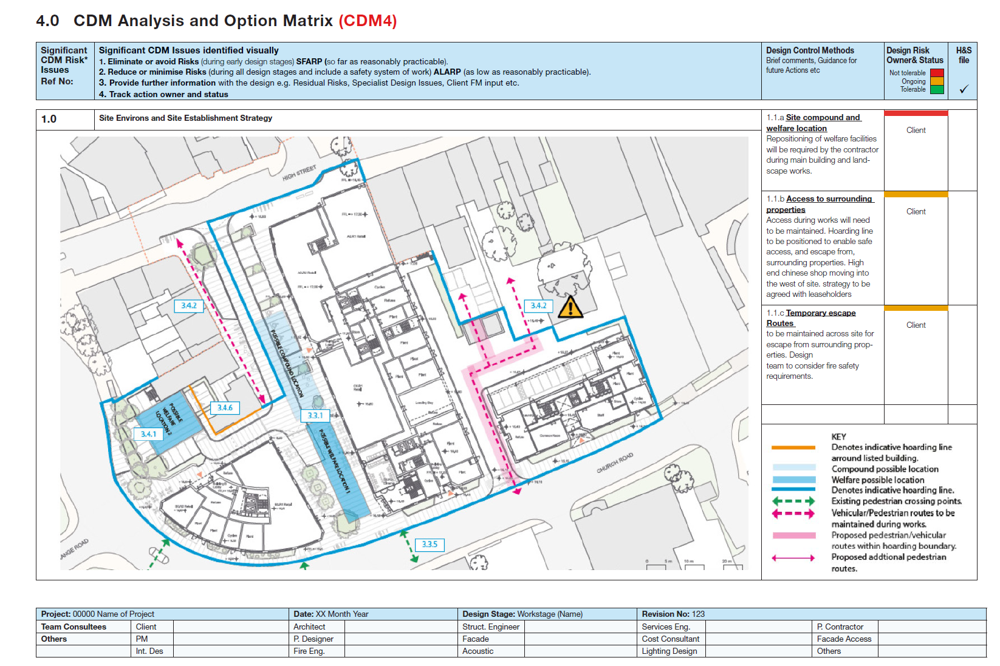 4.0 CDM Analysis and Option Matrix (CDM4)
Significant
CDM Risk*
Issues
Ref No:
Significant CDM Issues identified visually
1. Eliminate or avoid Risks (during early design stages) SFARP (so far as reasonably practicable).
2. Reduce or minimise Risks (during all design stages and include a safety system of work) ALARP (as low as reasonably practicable).
3. Provide further information with the design e.g. Residual Risks, Specialist Design Issues, Client FM input etc.
4. Track action owner and status
Design Control Methods
Brief comments, Guidance for
future Actions etc
Design Risk
Owner& Status
Not tolerable
Ongoing
Tolerable
H&S
file
✓
1.0
Site Environs and Site Establishment Strategy
1.1.a Site compound and
welfare location
Repositioning of welfare facilities
will be required by the contractor
during main building and land-
scape works.
Client
1.1.b Access to surrounding
properties
Access during works will need
to be maintained. Hoarding line
to be positioned to enable safe
access, and escape from,
surrounding properties. High
end chinese shop moving into
the west of site. strategy to be
agreed with leaseholders
Client
1.1.c Temporary escape
Routes
to be maintained across site for
escape from surrounding prop-
erties. Design
team to consider fire safety
requirements.
Client
HIGH STREET
A&R1 Retail
Cycles
Refuse
Plant
3.4.2
3.4.2
POSSIBLE COMPOUND LOCATION
3.4.6
3.3.1
POSSIBLE
WELFARE
LOCATION 2
3.4.1
POSSIBLE WELFARE LOCATION 1
Loading Bay
CHURCH ROAD
3.3.5
ANGE ROAD
0 5 m 10 m 20 m
KEY
Denotes indicative hoarding line
arround listed building.
Compound possible location
Welfare possible location
Denotes indicative hoarding line.
Existing pedestrian crossing points.
Vehicular/Pedestrian routes to be
maintained during works.
Proposed pedestrian/vehicular
routes within hoarding boundary.
Proposed addtional pedestrian
routes.
Project: 00000 Name of Project
Date: XX Month Year
Design Stage: Workstage (Name)
Revision No: 123
Team Consultees
Client
Architect
Struct. Engineer
Services Eng.
P. Contractor
Others
PM
P. Designer
Facade
Cost Consultant
Facade Access
Int. Des
Fire Eng.
Acoustic
Lighting Design
Others